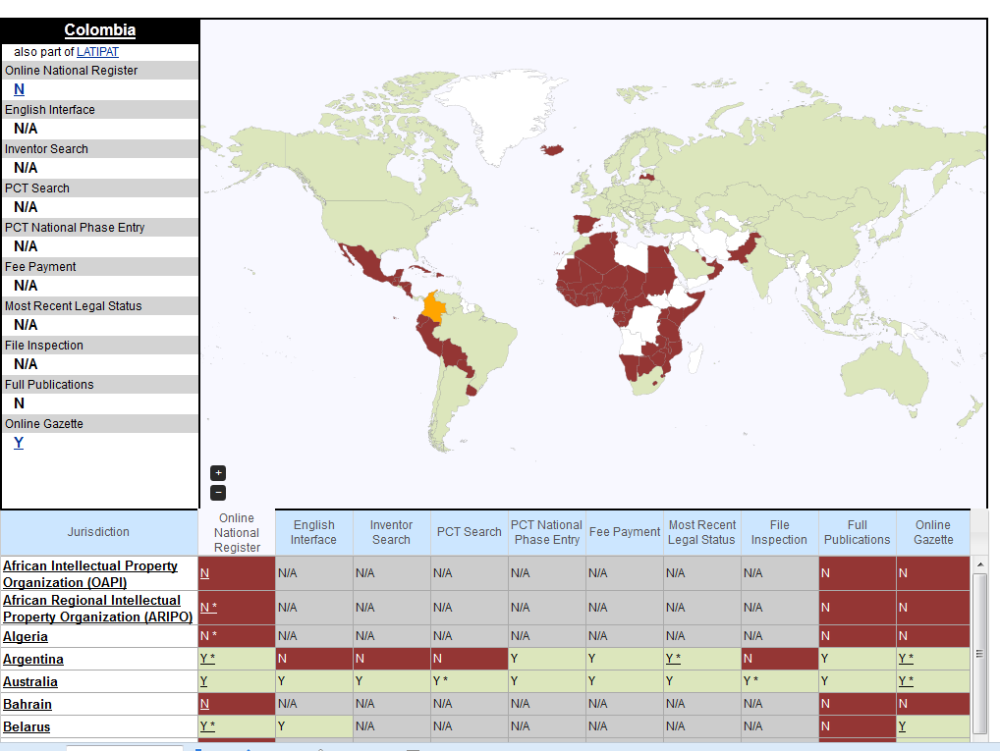 Colombia
also part of LATIPAT
Online National Register
N
English Interface
N/A
Inventor Search
N/A
PCT Search
N/A
PCT National Phase Entry
N/A
Fee Payment
N/A
Most Recent Legal Status
N/A
File Inspection
N/A
Full Publications
N
Online Gazette
Y
+
−
Jurisdiction
Online
National
Register
English
Interface
Inventor
Search
PCT Search
PCT National
Phase Entry
Fee Payment
Most Recent
Legal Status
File
Inspection
Full
Publications
Online
Gazette
African Intellectual Property
Organization (OAPI)
N N/A N/A N/A N/A N/A N/A N/A N N
African Regional Intellectual
Property Organization (ARIPO)
N * N/A N/A N/A N/A N/A N/A N/A N N
Algeria N * N/A N/A N/A N/A N/A N/A N/A N N
Argentina Y * N N N Y Y Y * N Y Y *
Australia Y Y Y Y * Y Y Y Y * Y Y *
Bahrain N N/A N/A N/A N/A N/A N/A N/A N N
Belarus Y * Y N/A N/A N/A N/A N/A N/A N Y